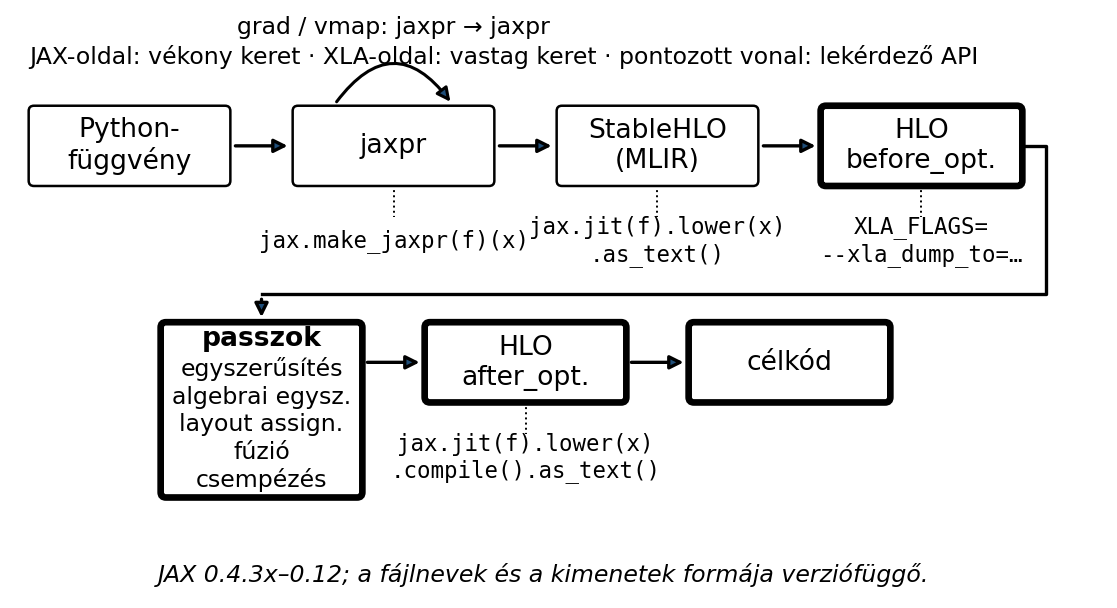 grad / vmap: jaxpr → jaxpr
JAX-oldal: vékony keret · XLA-oldal: vastag keret · pontozott vonal: lekérdező API
Python-
függvény
jaxpr
StableHLO
(MLIR)
HLO
before_opt.
jax.make_jaxpr(f)(x)
jax.jit(f).lower(x)
.as_text()
XLA_FLAGS=
--xla_dump_to=…
passzok
egyszerűsítés
algebrai egysz.
layout assign.
fúzió
csempézés
HLO
after_opt.
célkód
jax.jit(f).lower(x)
.compile().as_text()
JAX 0.4.3x–0.12; a fájlnevek és a kimenetek formája verziófüggő.